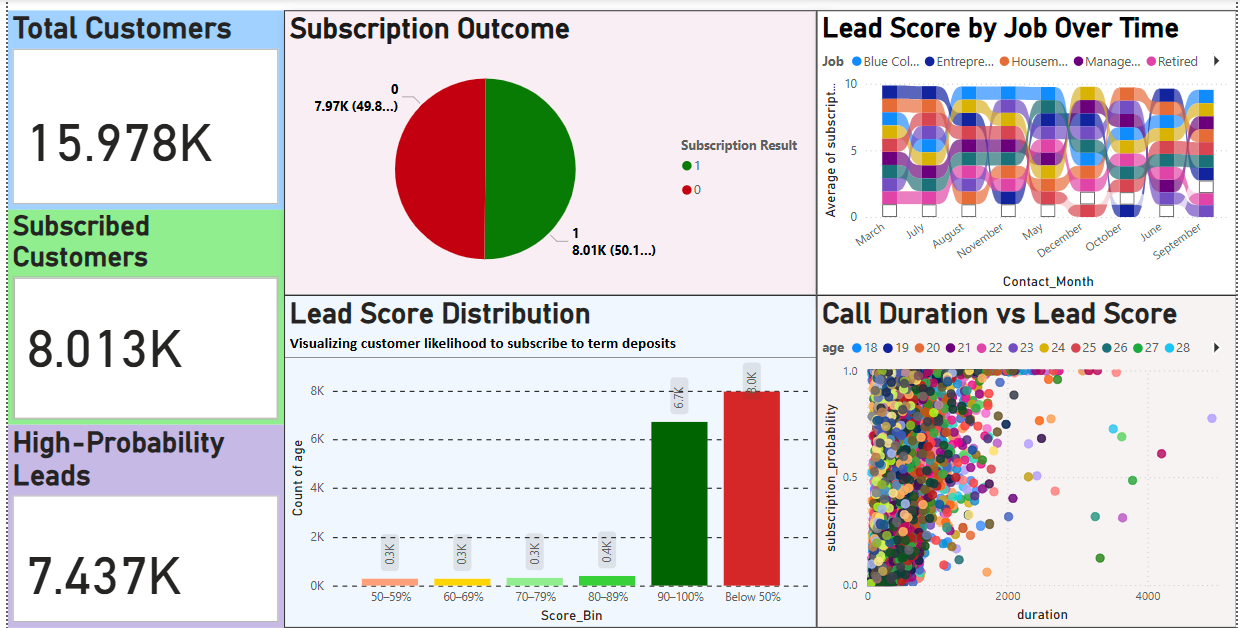 Total Customers
15.978K
Subscribed
Customers
8.013K
High-Probability
Leads
7.437K
Subscription Outcome
0
7.97K (49.8...)
1
8.01K (50.1...)
Subscription Result
1
0
Lead Score Distribution
Visualizing customer likelihood to subscribe to term deposits
Count of age
8K
6K
4K
2K
0K
0.3K
0.3K
0.3K
0.4K
6.7K
8.0K
50–59%
60–69%
70–79%
80–89%
90–100%
Below 50%
Score_Bin
Lead Score by Job Over Time
Job Blue Col... Entrepre... Housem... Manage... Retired
Average of subscript...
10
5
0
March
July
August
November
May
December
October
June
September
Contact_Month
Call Duration vs Lead Score
age 18 19 20 21 22 23 24 25 26 27 28
subscription_probability
1.0
0.5
0.0
0
2000
4000
duration